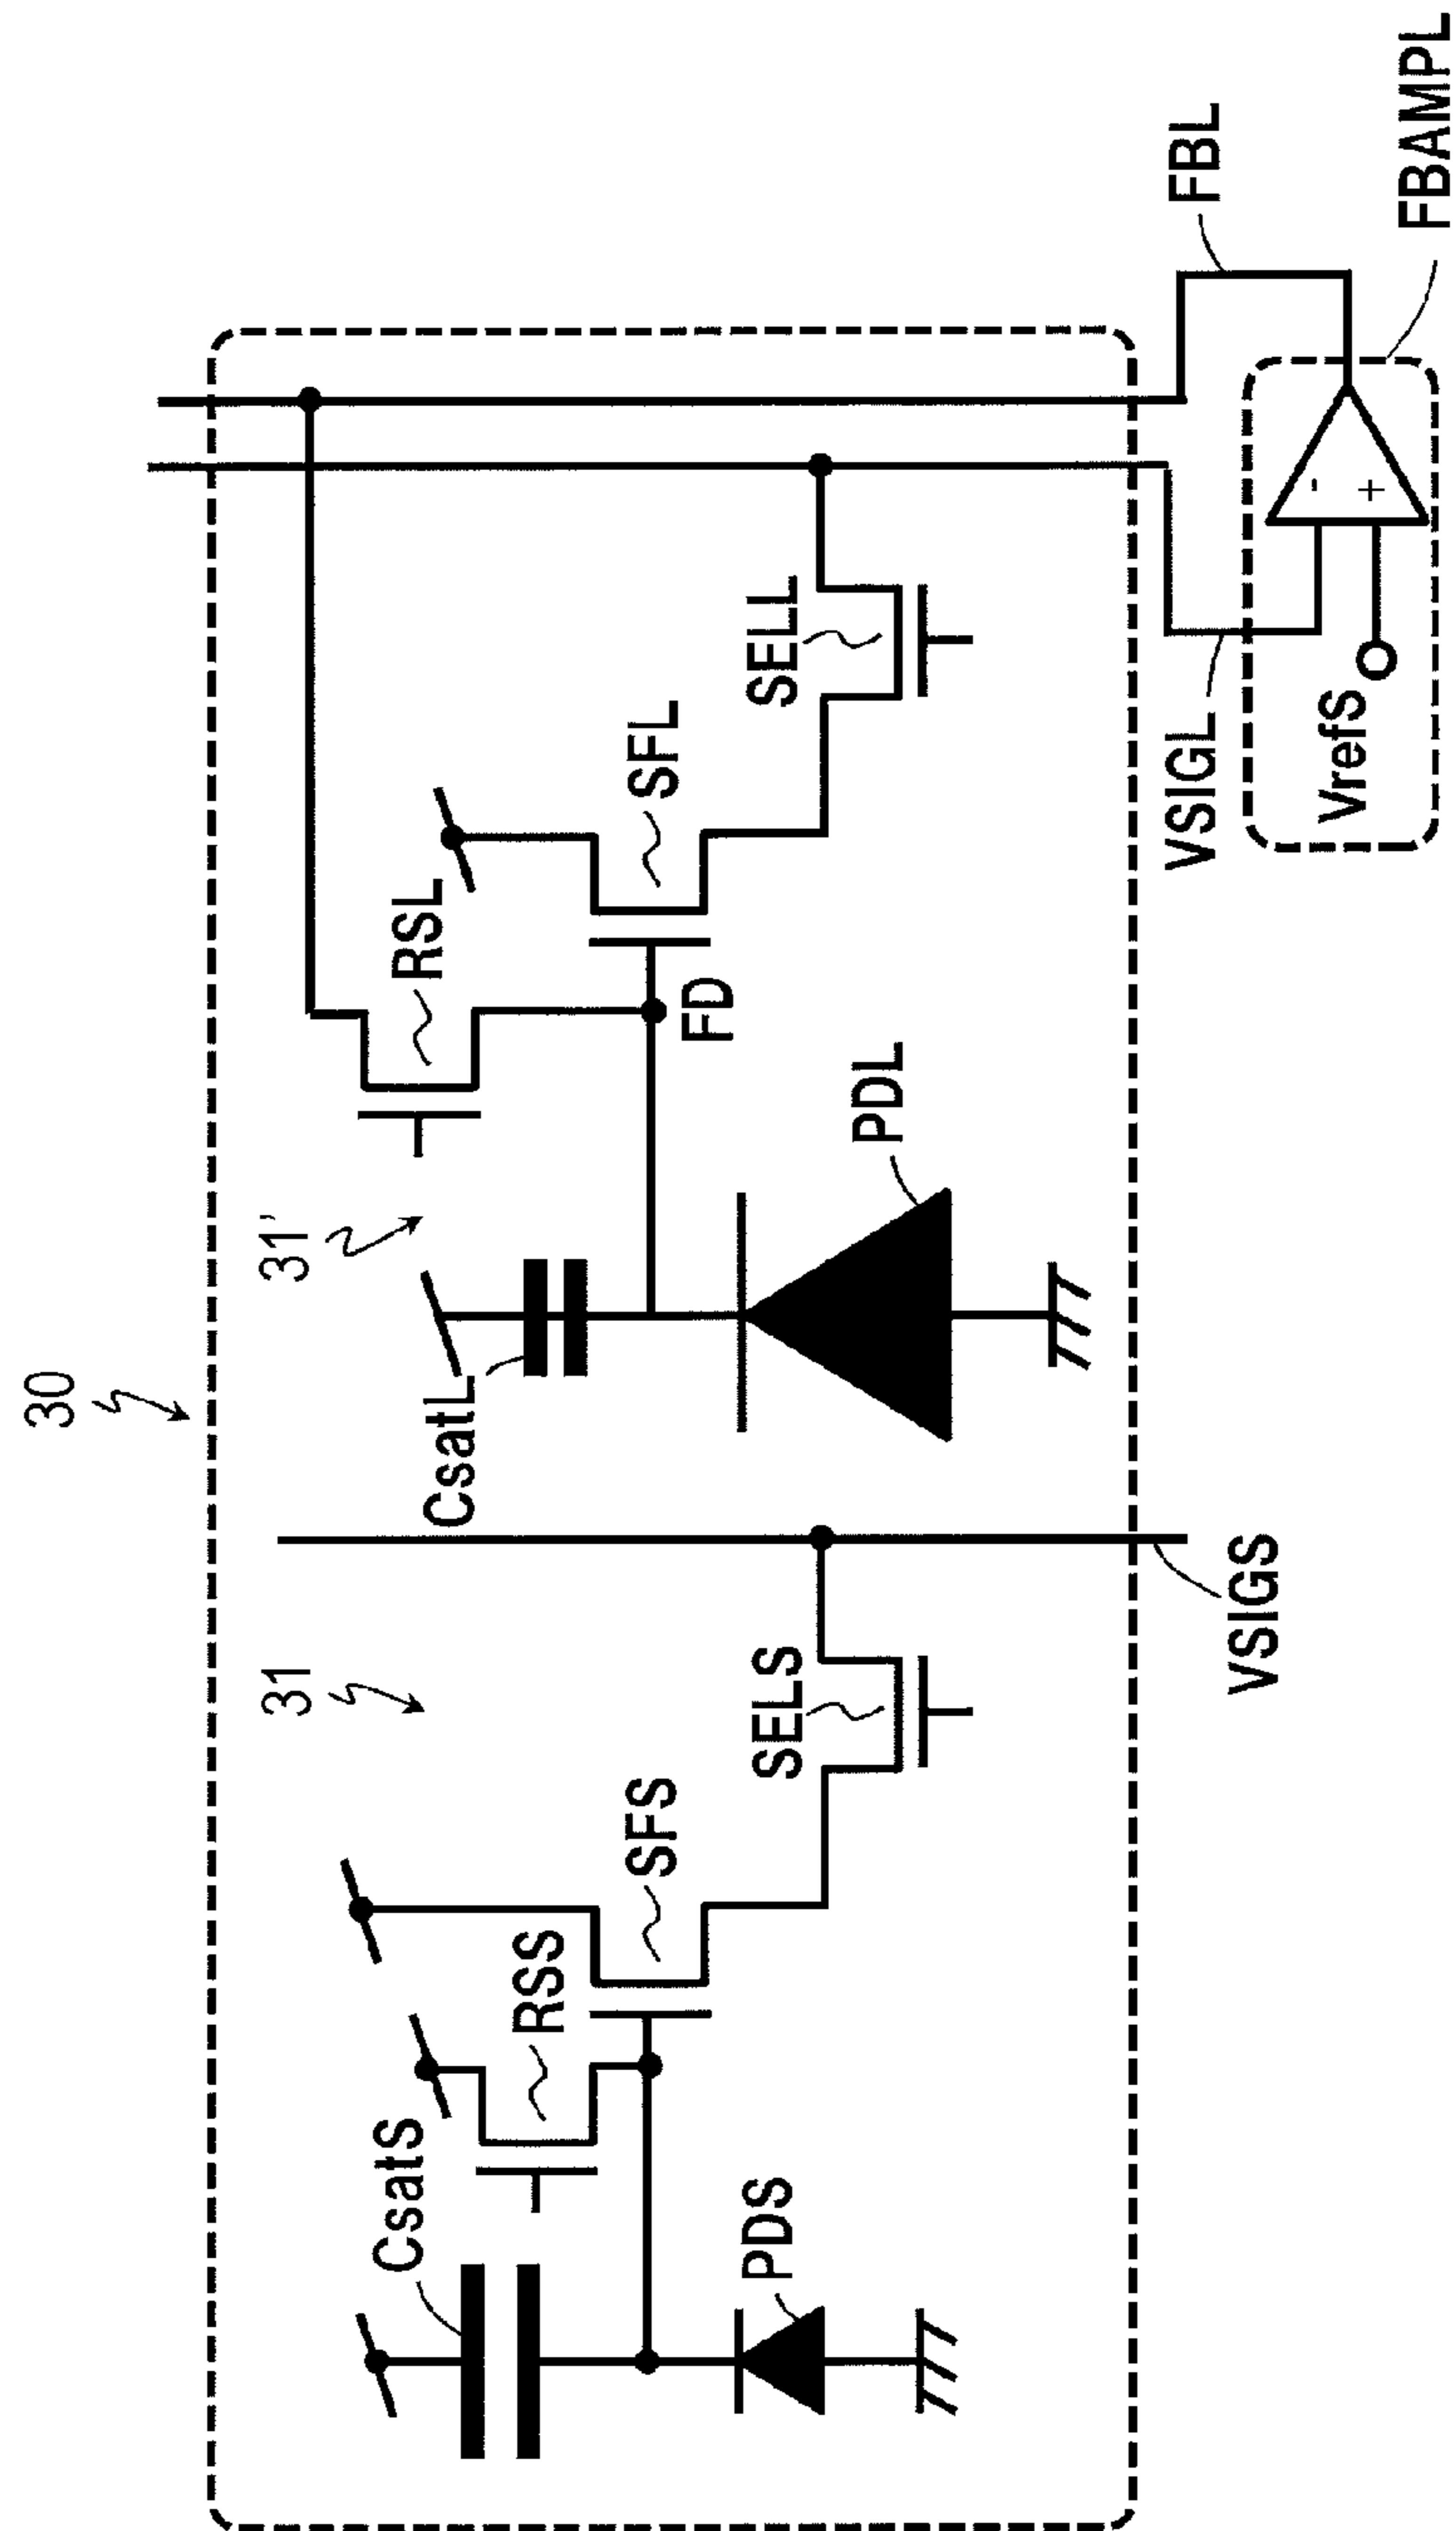 30
31
31'
CsatS
RSS
SFS
PDS
SELS
VSIGS
CsatL
RSL
SFL
FD
PDL
SELL
VSIGL
FBL
VrefS
-
+
FBAMPL